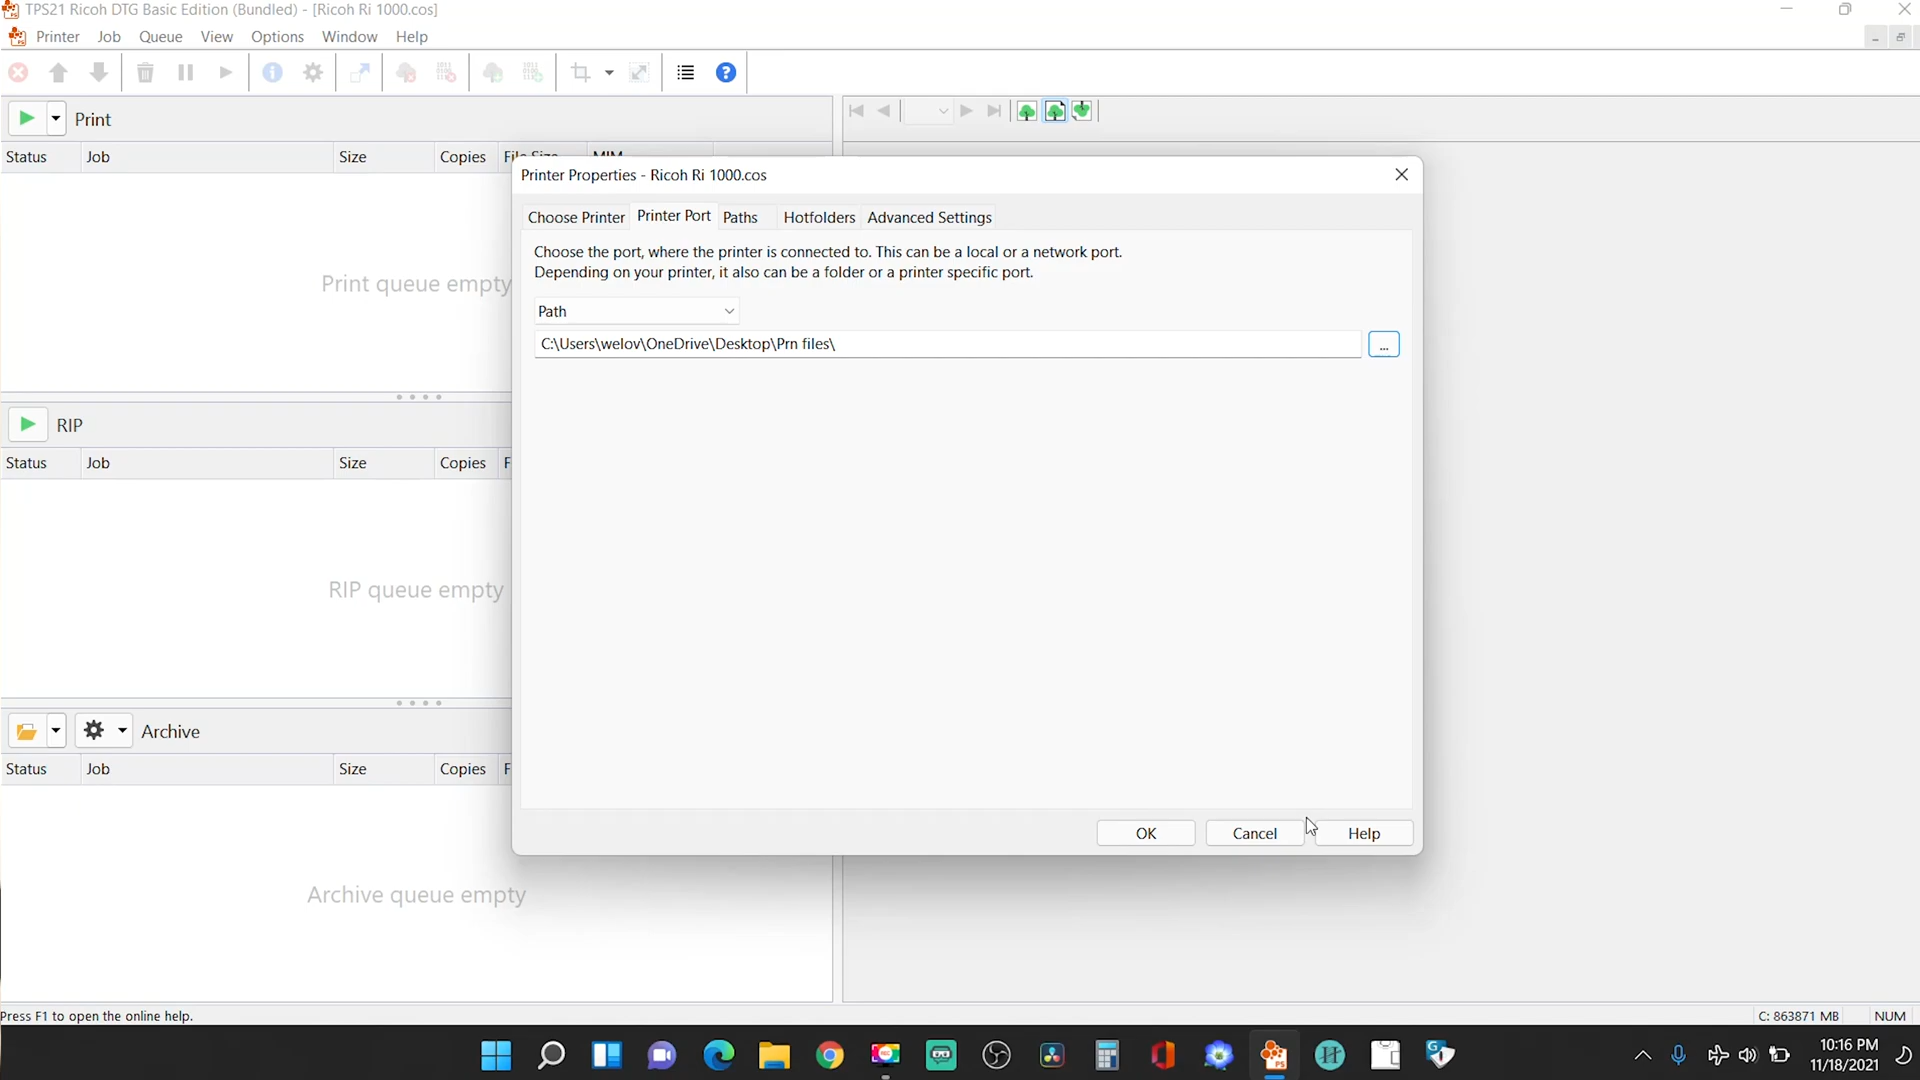 TPS21 Ricoh DTG Basic Edition (Bundled) - [Ricoh Ri 1000.cos]
Printer Job Queue View Options Window Help
Print
Status Job Size Copies File Size MIM
Print queue empty
Printer Properties - Ricoh Ri 1000.cos
Choose Printer Printer Port Paths Hotfolders Advanced Settings
Choose the port, where the printer is connected to. This can be a local or a network port.
Depending on your printer, it also can be a folder or a printer specific port.
Path
C:\Users\welov\OneDrive\Desktop\Prn files\
...
RIP
Status Job Size Copies F
RIP queue empty
Archive
Status Job Size Copies F
OK Cancel Help
Archive queue empty
Press F1 to open the online help.
C: 863871 MB NUM
10:16 PM
11/18/2021